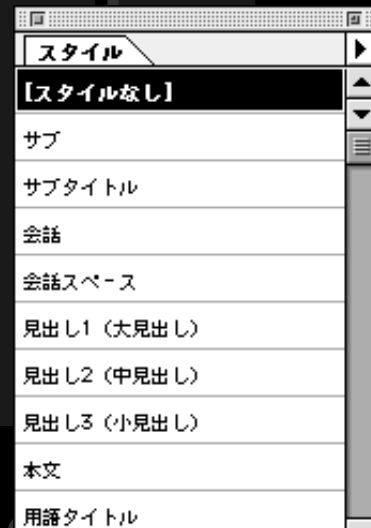 スタイル
[スタイルなし]
サブ
サブタイトル
会話
会話スペース
見出し1（大見出し）
見出し2（中見出し）
見出し3（小見出し）
本文
用語タイトル